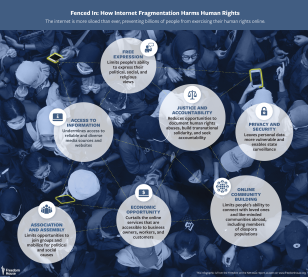 Fenced In: How Internet Fragmentation Harms Human Rights
The internet is more siloed than ever, preventing billions of people from exercising their human rights online.
FREE
EXPRESSION
Limits people's ability
to express their
political, social, and
religious
views
ACCESS TO
INFORMATION
Undermines access to
reliable and diverse
media sources and
websites
JUSTICE AND
ACCOUNTABILITY
Reduces opportunities to
document human rights
abuses, build transnational
solidarity, and seek
accountability
PRIVACY AND
SECURITY
Leaves personal data
more vulnerable and
enables state
surveillance
ASSOCIATION AND
ASSEMBLY
Limits opportunities to
join groups and
mobilize for political
and social
causes
ECONOMIC
OPPORTUNITY
Curtails the online
services that are
accessible to business
owners, workers, and
customers
ONLINE
COMMUNITY
BUILDING
Limits people's ability to
connect with loved ones
and like-minded
communities abroad,
including members
of diaspora
populations
Freedom
House